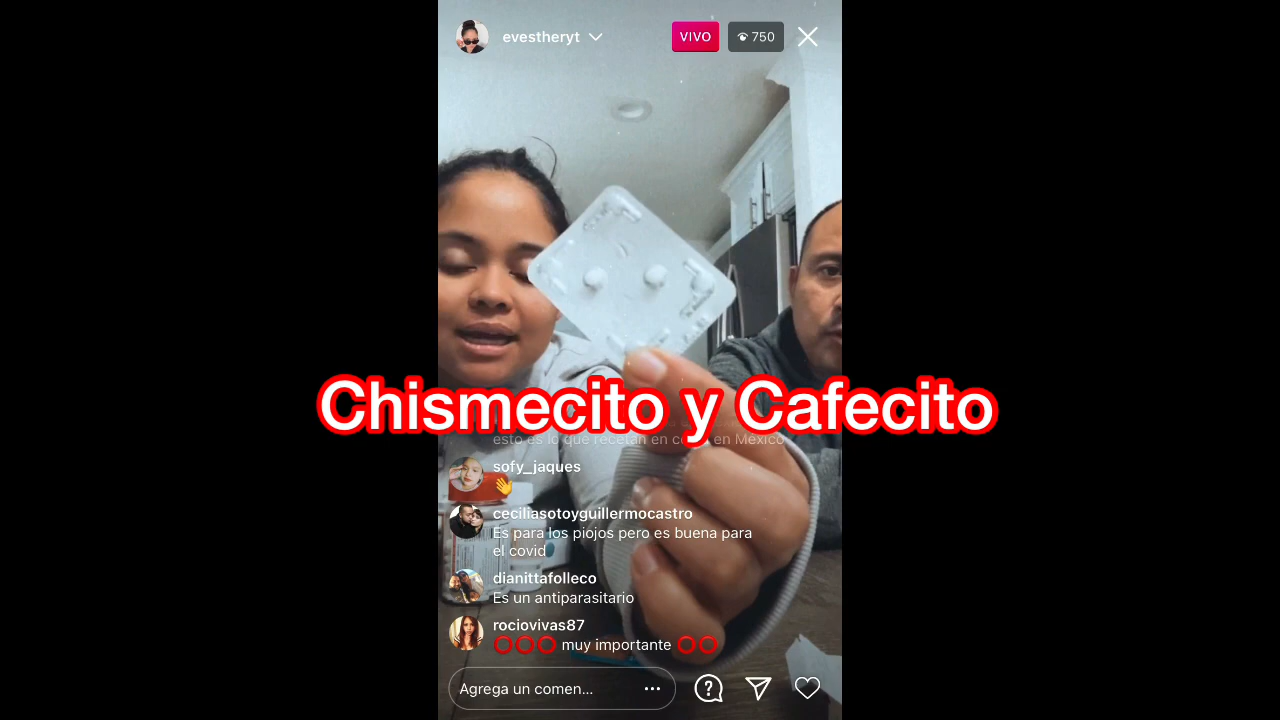 evestheryt
VIVO
750
Chismecito y Cafecito
esto es lo que recetan en
en México
sofy_jaques
👋
ceciliasotoyguillermocastro
Es para los piojos pero es buena para
el covid
dianittafolleco
Es un antiparasitario
rociovivas87
⭕⭕⭕ muy importante ⭕⭕
Agrega un comen...